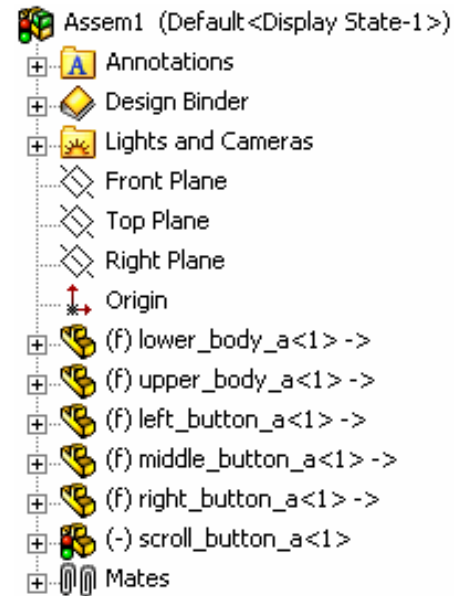 Assem1 (Default<Display State-1>)
Annotations
Design Binder
Lights and Cameras
Front Plane
Top Plane
Right Plane
Origin
(f) lower_body_a<1> ->
(f) upper_body_a<1> ->
(f) left_button_a<1> ->
(f) middle_button_a<1> ->
(f) right_button_a<1> ->
(-) scroll_button_a<1>
Mates